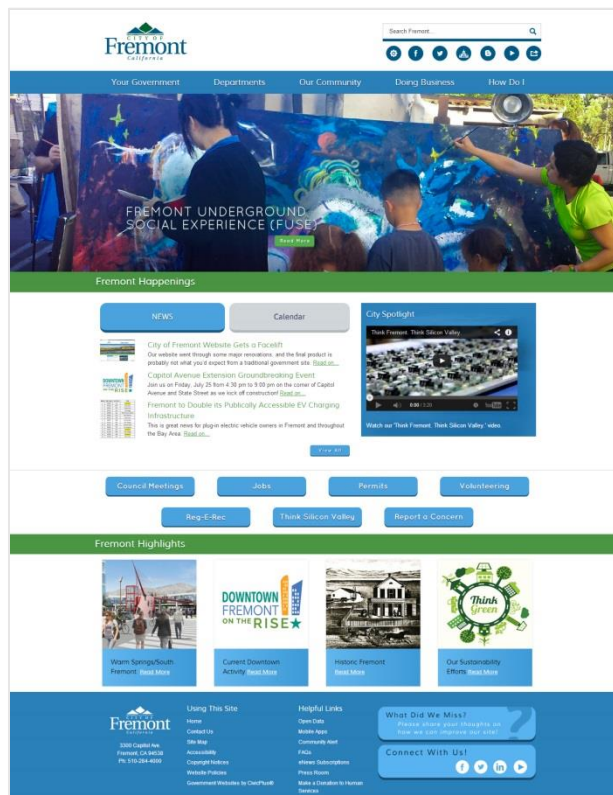 CITY OF
Fremont
California
Search Fremont...
Your Government Departments Our Community Doing Business How Do I
FREMONT UNDERGROUND
SOCIAL EXPERIENCE (FUSE)
Read More
Fremont Happenings
NEWS Calendar
City of Fremont Website Gets a Facelift
Our website went through some major renovations, and the final product is
probably not what you'd expect from a traditional government site. Read on...
Capitol Avenue Extension Groundbreaking Event
Join us on Friday, July 25 from 4:30 pm to 9:00 pm on the corner of Capitol
Avenue and State Street as we kick off construction! Read on...
Fremont to Double its Publically Accessible EV Charging
Infrastructure
This is great news for plug-in electric vehicle owners in Fremont and throughout
the Bay Area. Read on...
View All
City Spotlight
Think Fremont. Think Silicon Valley.
0:00 / 3:28
YouTube
Watch our 'Think Fremont. Think Silicon Valley.' video.
Council Meetings Jobs Permits Volunteering
Reg-E-Rec Think Silicon Valley Report a Concern
Fremont Highlights
DOWNTOWN
FREMONT
ON THE RISE
Think
Green
Warm Springs/South
Fremont Read More
Current Downtown
Activity Read More
Historic Fremont
Read More
Our Sustainability
Efforts Read More
CITY OF
Fremont
California
3300 Capitol Ave.
Fremont, CA 94538
Ph: 510-284-4000
Using This Site
Home
Contact Us
Site Map
Accessibility
Copyright Notices
Website Policies
Government Websites by CivicPlus®
Helpful Links
Open Data
Mobile Apps
Community Alert
FAQs
eNews Subscriptions
Press Room
Make a Donation to Human
Services
What Did We Miss?
Please share your thoughts on
how we can improve our site!
Connect With Us!